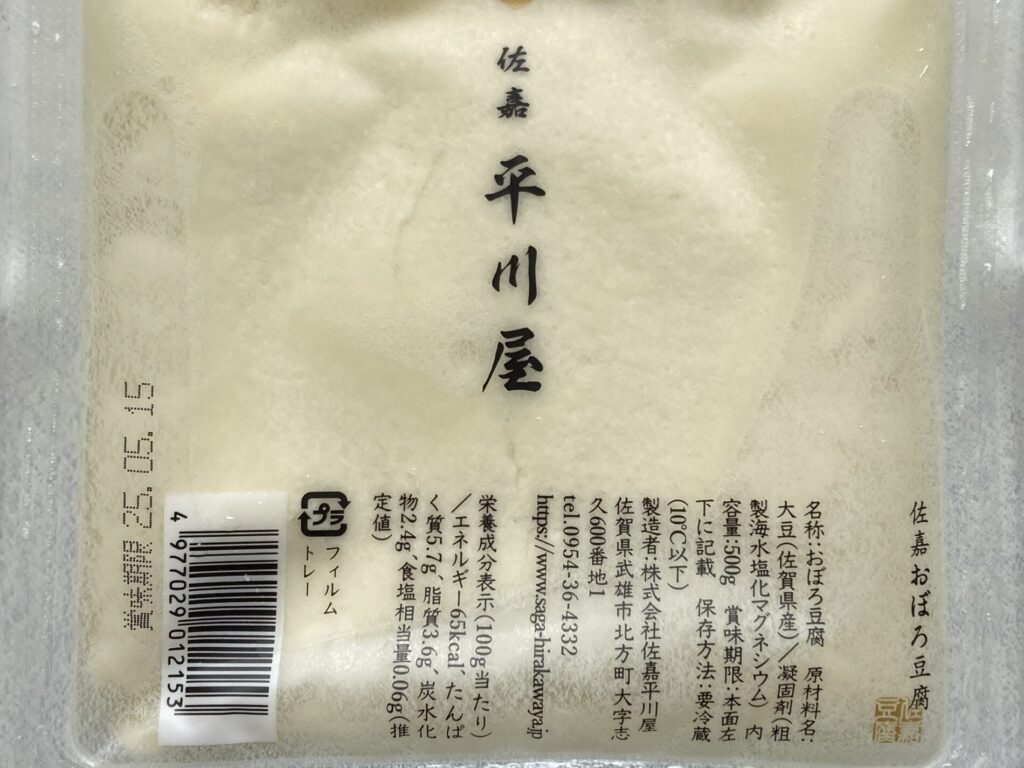 佐嘉
平川屋
佐嘉おぼろ豆腐
佐嘉
豆腐
名称:おぼろ豆腐 原材料名:
大豆(佐賀県産)/凝固剤(粗
製海水塩化マグネシウム) 内
容量:500g 賞味期限:本面左
下に記載 保存方法:要冷蔵
(10℃以下)
製造者:株式会社佐嘉平川屋
佐賀県武雄市北方町大字志
久600番地1
tel.0954-36-4332
https://www.saga-hirakawaya.jp
栄養成分表示(100g当たり)
/エネルギー65kcal、たんぱ
く質5.7g、脂質3.6g、炭水化
物2.4g、食塩相当量0.06g(推
定値)
プラ
フィルム
トレー
4 977029 012153
賞味期限 25.05.15